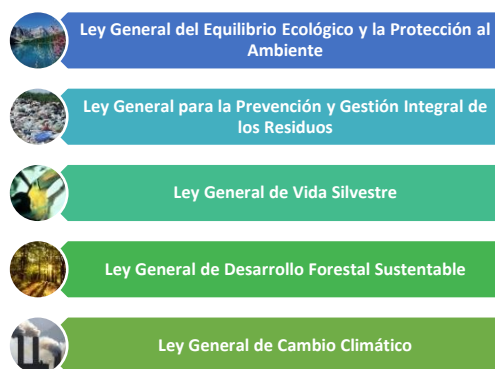 Ley General del Equilibrio Ecológico y la Protección al
Ambiente
Ley General para la Prevención y Gestión Integral de
los Residuos
Ley General de Vida Silvestre
Ley General de Desarrollo Forestal Sustentable
Ley General de Cambio Climático